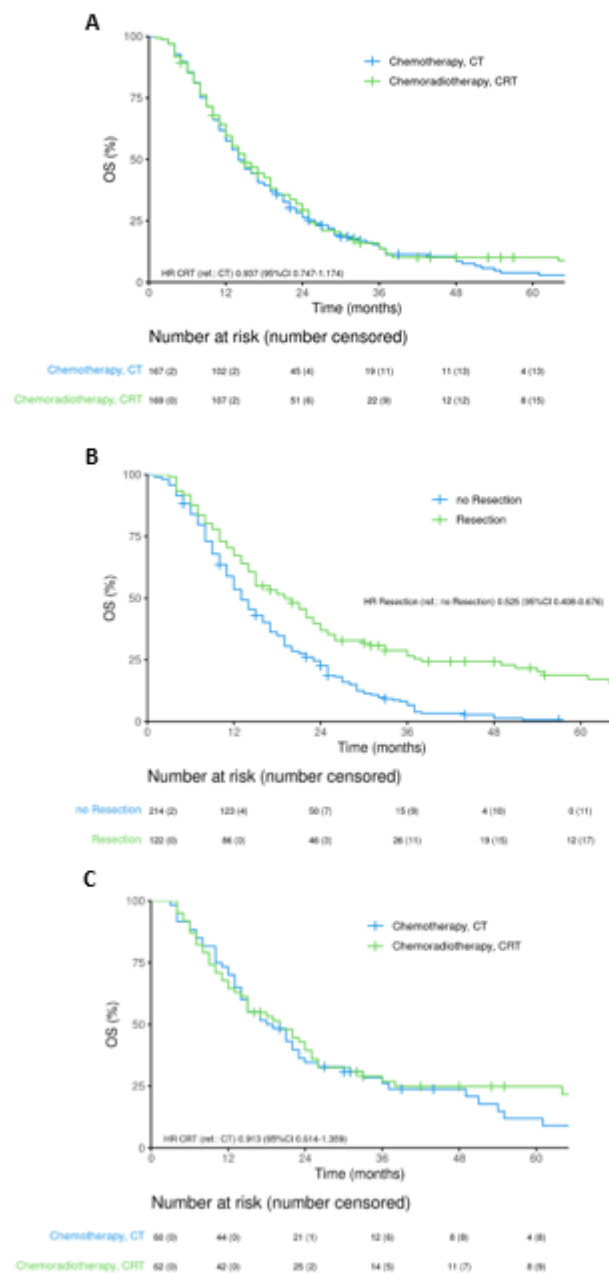 A
100
75
50
25
0
OS (%)
Chemotherapy, CT
Chemoradiotherapy, CRT
HR CRT (ref.: CT) 0.937 (95%CI 0.747-1.174)
0 12 24 36 48 60
Time (months)
Number at risk (number censored)
Chemotherapy, CT 167 (2) 102 (2) 45 (4) 19 (11) 11 (13) 4 (13)
Chemoradiotherapy, CRT 169 (0) 107 (2) 51 (6) 22 (9) 12 (12) 8 (15)
B
100
75
50
25
0
OS (%)
no Resection
Resection
HR Resection (ref.: no Resection) 0.525 (95%CI 0.408-0.676)
0 12 24 36 48 60
Time (months)
Number at risk (number censored)
no Resection 214 (2) 123 (4) 50 (7) 15 (9) 4 (10) 0 (11)
Resection 122 (0) 86 (0) 46 (3) 26 (11) 19 (15) 12 (17)
C
100
75
50
25
0
OS (%)
Chemotherapy, CT
Chemoradiotherapy, CRT
HR CRT (ref.: CT) 0.913 (95%CI 0.614-1.359)
0 12 24 36 48 60
Time (months)
Number at risk (number censored)
Chemotherapy, CT 60 (0) 44 (0) 21 (1) 12 (6) 8 (8) 4 (8)
Chemoradiotherapy, CRT 62 (0) 42 (0) 25 (2) 14 (5) 11 (7) 8 (9)